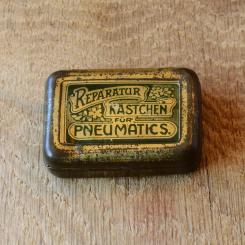 REPARATUR
KÄSTCHEN
FÜR
PNEUMATICS.